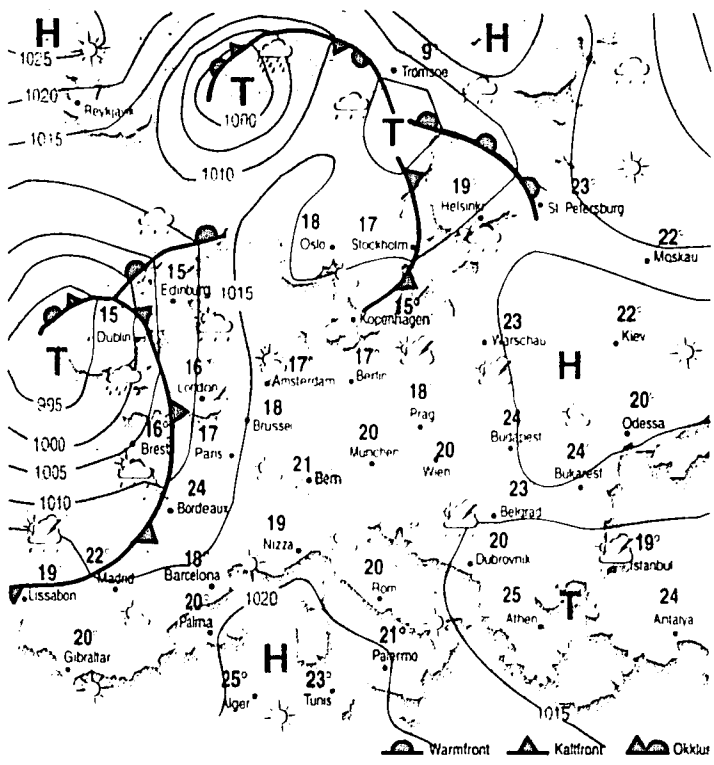 H
H
1025
9°
Tromsoe
1020
T
Reykjavik
1000
T
1015
1010
19
Helsinki
23°
St. Petersburg
18
Oslo
17
Stockholm
22°
Moskau
15
Edinburg
1015
15°
Kopenhagen
15
Dublin
23
Warschau
22°
Kiev
T
17°
Amsterdam
17°
Berlin
H
16
London
995
18
Prag
20°
Odessa
18
Brussel
16°
Brest
17
Paris
24
Budapest
1000
20
München
20
Wien
24°
Bukarest
1005
21
Bern
1010
24
Bordeaux
23
Belgrad
19
Nizza
20
Dubrovnik
19°
Istanbul
19
Lissabon
22°
Madrid
18°
Barcelona
20
Rom
1020
25
Athen
T
24
Antalya
20°
Palma
20°
Gibraltar
H
21°
Palermo
25°
Alger
23°
Tunis
1015
Warmfront
Kaltfront
Okklus